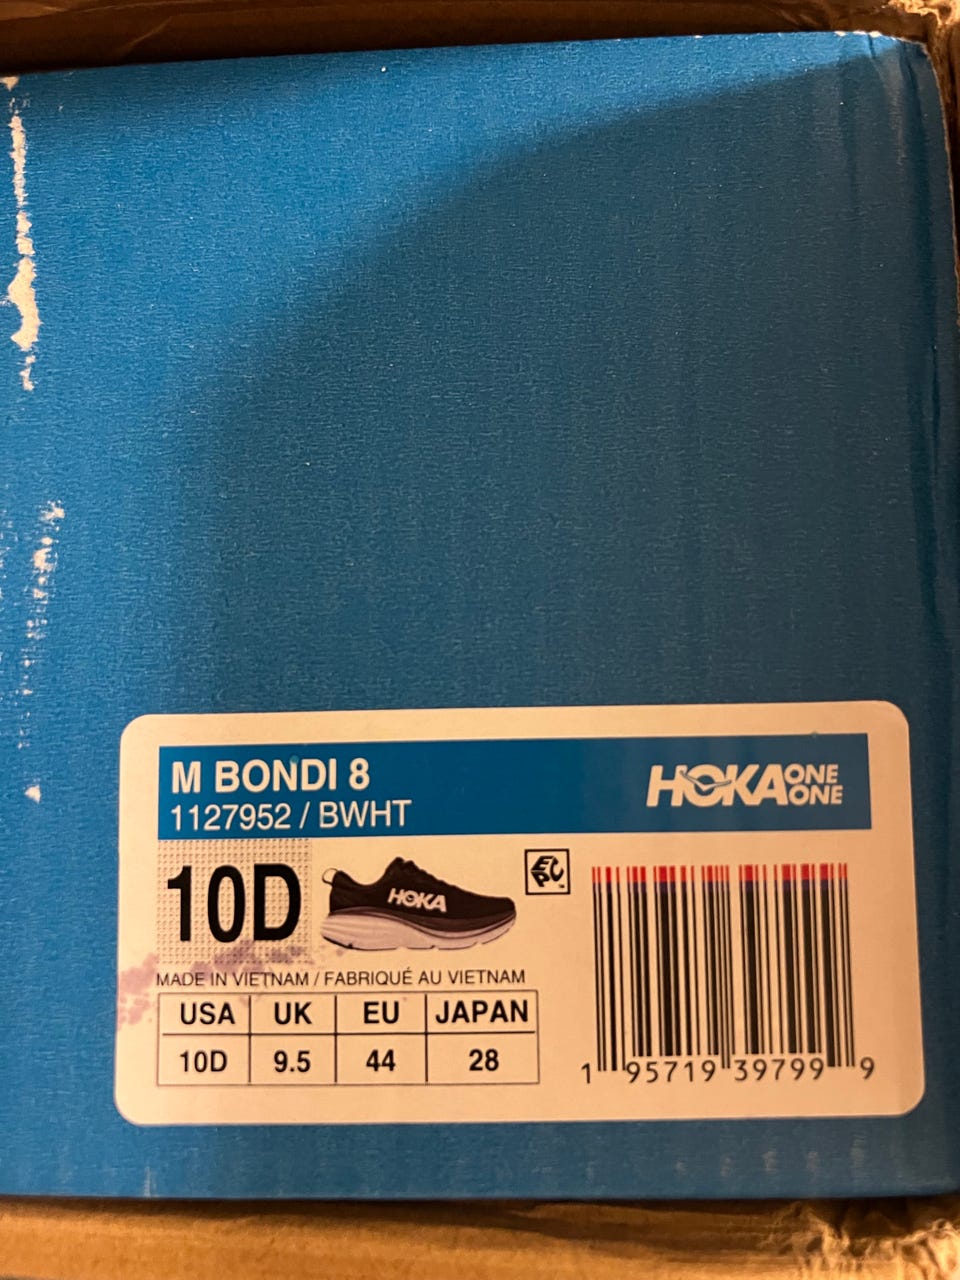 M BONDI 8
1127952 / BWHT
HOKA ONE ONE
10D
HOKA
EPC
MADE IN VIETNAM / FABRIQUÉ AU VIETNAM
USA UK EU JAPAN
10D 9.5 44 28
1 95719 39799 9